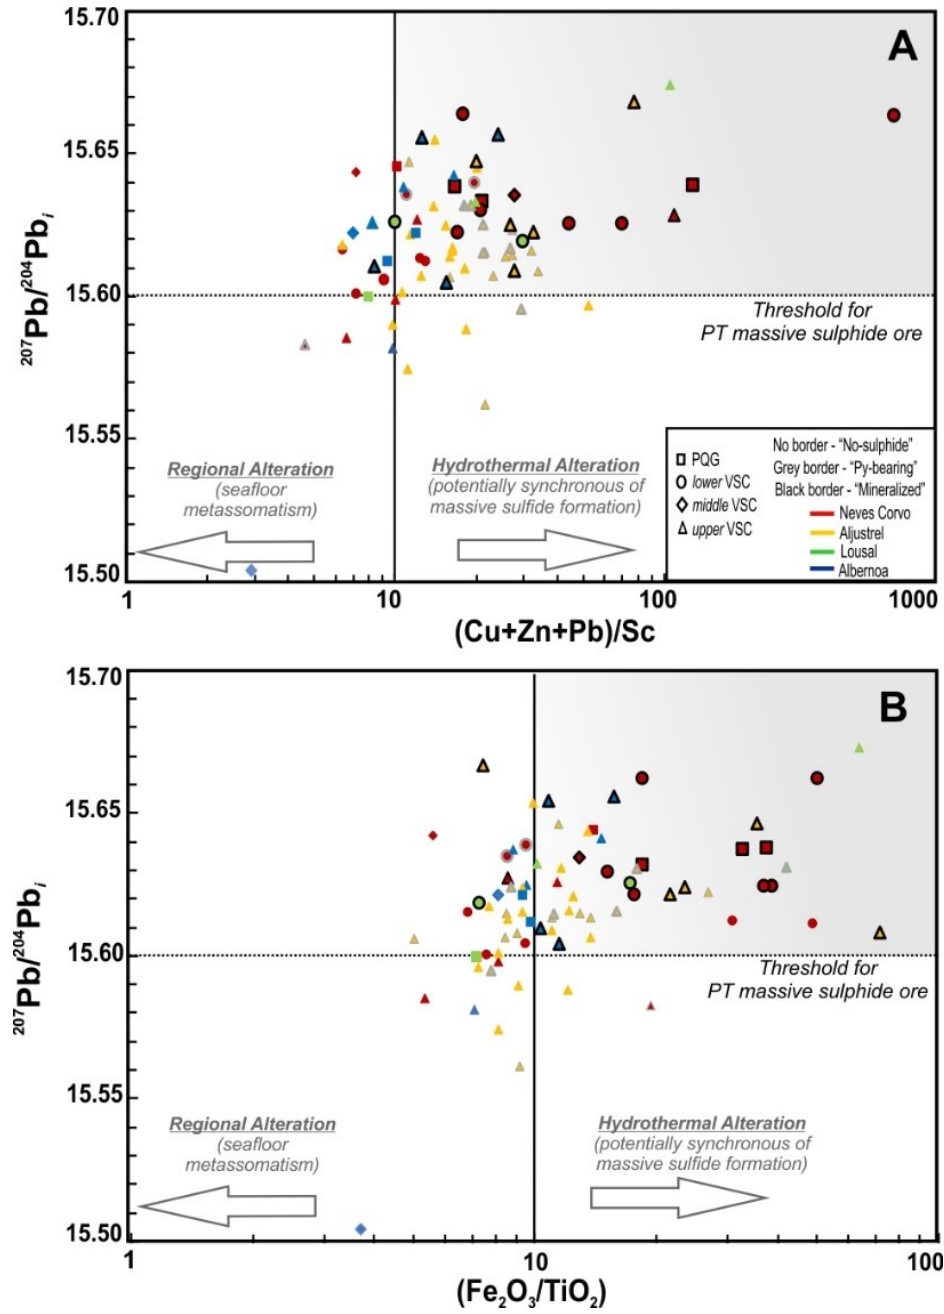 A
15.70
15.65
15.60
15.55
15.50
²⁰⁷Pb/²⁰⁴Pbᵢ
Threshold for
PT massive sulphide ore
Regional Alteration
(seafloor
metassomatism)
Hydrothermal Alteration
(potentially synchronous of
massive sulfide formation)
PQG
lower VSC
middle VSC
upper VSC
No border - “No-sulphide”
Grey border - “Py-bearing”
Black border - “Mineralized”
Neves Corvo
Aljustrel
Lousal
Albernoa
1 10 100 1000
(Cu+Zn+Pb)/Sc
B
15.70
15.65
15.60
15.55
15.50
²⁰⁷Pb/²⁰⁴Pbᵢ
Threshold for
PT massive sulphide ore
Regional Alteration
(seafloor
metassomatism)
Hydrothermal Alteration
(potentially synchronous of
massive sulfide formation)
1 10 100
(Fe₂O₃/TiO₂)